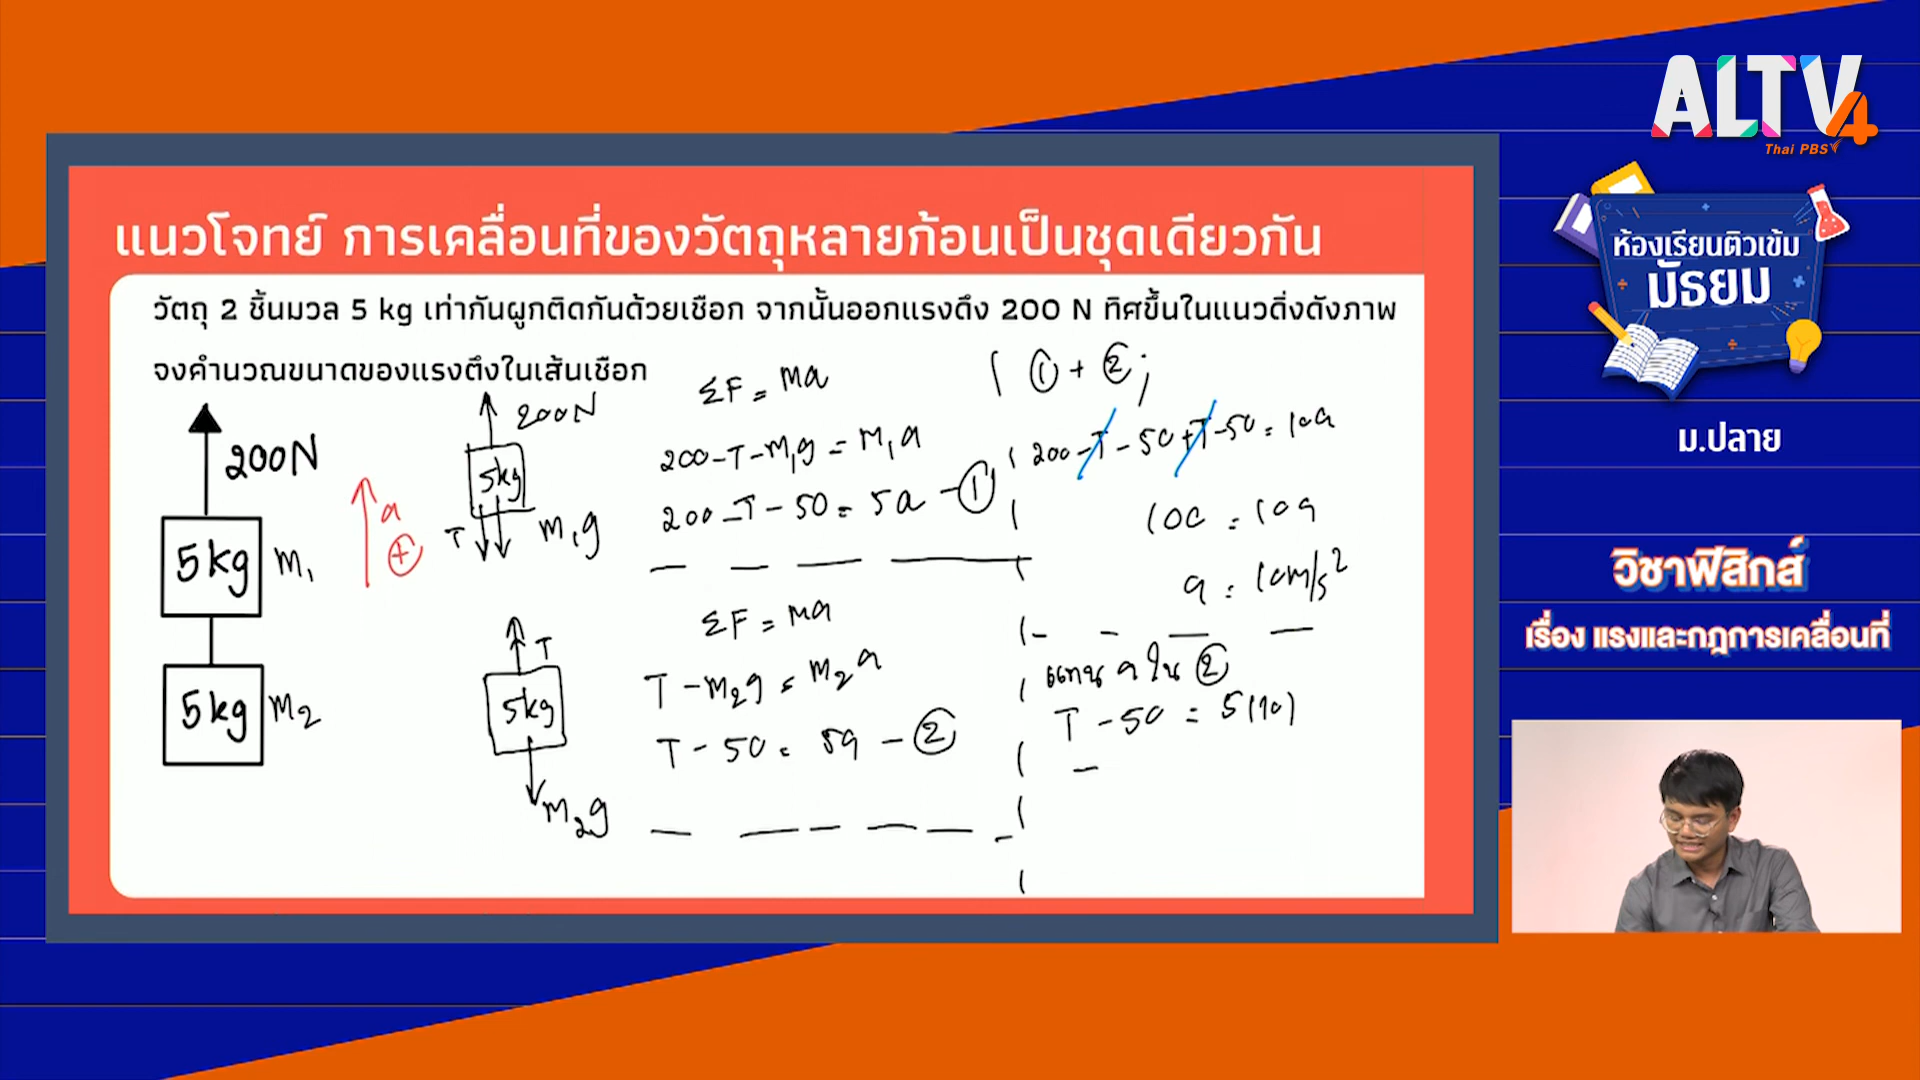 ALTV4
Thai PBS
ห้องเรียนติวเข้ม
มัธยม
ม.ปลาย
วิชาฟิสิกส์
เรื่อง แรงและกฎการเคลื่อนที่
แนวโจทย์ การเคลื่อนที่ของวัตถุหลายก้อนเป็นชุดเดียวกัน
วัตถุ 2 ชิ้นมวล 5 kg เท่ากันผูกติดกันด้วยเชือก จากนั้นออกแรงดึง 200 N ทิศขึ้นในแนวดิ่งดังภาพ
จงคำนวณขนาดของแรงตึงในเส้นเชือก
200N
5kg m₁
5kg m₂
a
+
200N
5kg
T m₁g
T
5kg
m₂g
ΣF = ma
200-T-m₁g = m₁a
200-T-50 = 5a -①
ΣF = ma
T-m₂g = m₂a
T-50 = 5a -②
①+②;
200-T-50+T-50 = 10a
100 = 10a
a = 10m/s²
แทน a ใน ②
T-50 = 5(10)